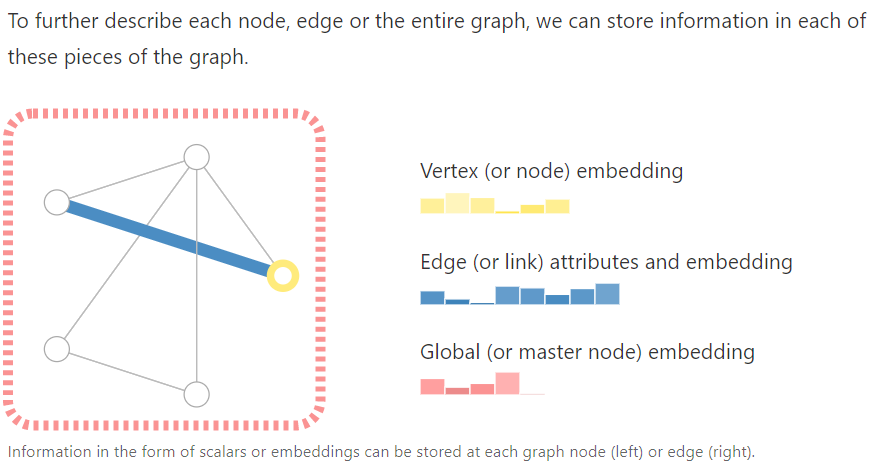 To further describe each node, edge or the entire graph, we can store information in each of
these pieces of the graph.
Vertex (or node) embedding
Edge (or link) attributes and embedding
Global (or master node) embedding
Information in the form of scalars or embeddings can be stored at each graph node (left) or edge (right).